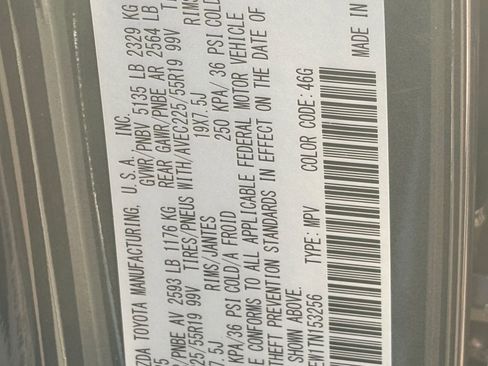 ZDA TOYOTA MANUFACTURING, U.S.A. INC.
GVWR/PNBV 5135 LB 2329 KG
/PNBE AV 2593 LB 1176 KG REAR GAWR/PNBE AR 2564 LB
25/55R19 99V TIRES/PNEUS WITH/AVEC225/55R19 99V TI
7.5J RIMS/JANTES 19X7.5J RIMS
KPA/36 PSI COLD/A FROID 250 KPA/36 PSI COLD
E CONFORMS TO ALL APPLICABLE FEDERAL MOTOR VEHICLE
THEFT PREVENTION STANDARDS IN EFFECT ON THE DATE OF
SHOWN ABOVE.
EW1TN153256 TYPE: MPV COLOR CODE: 46G
MADE IN